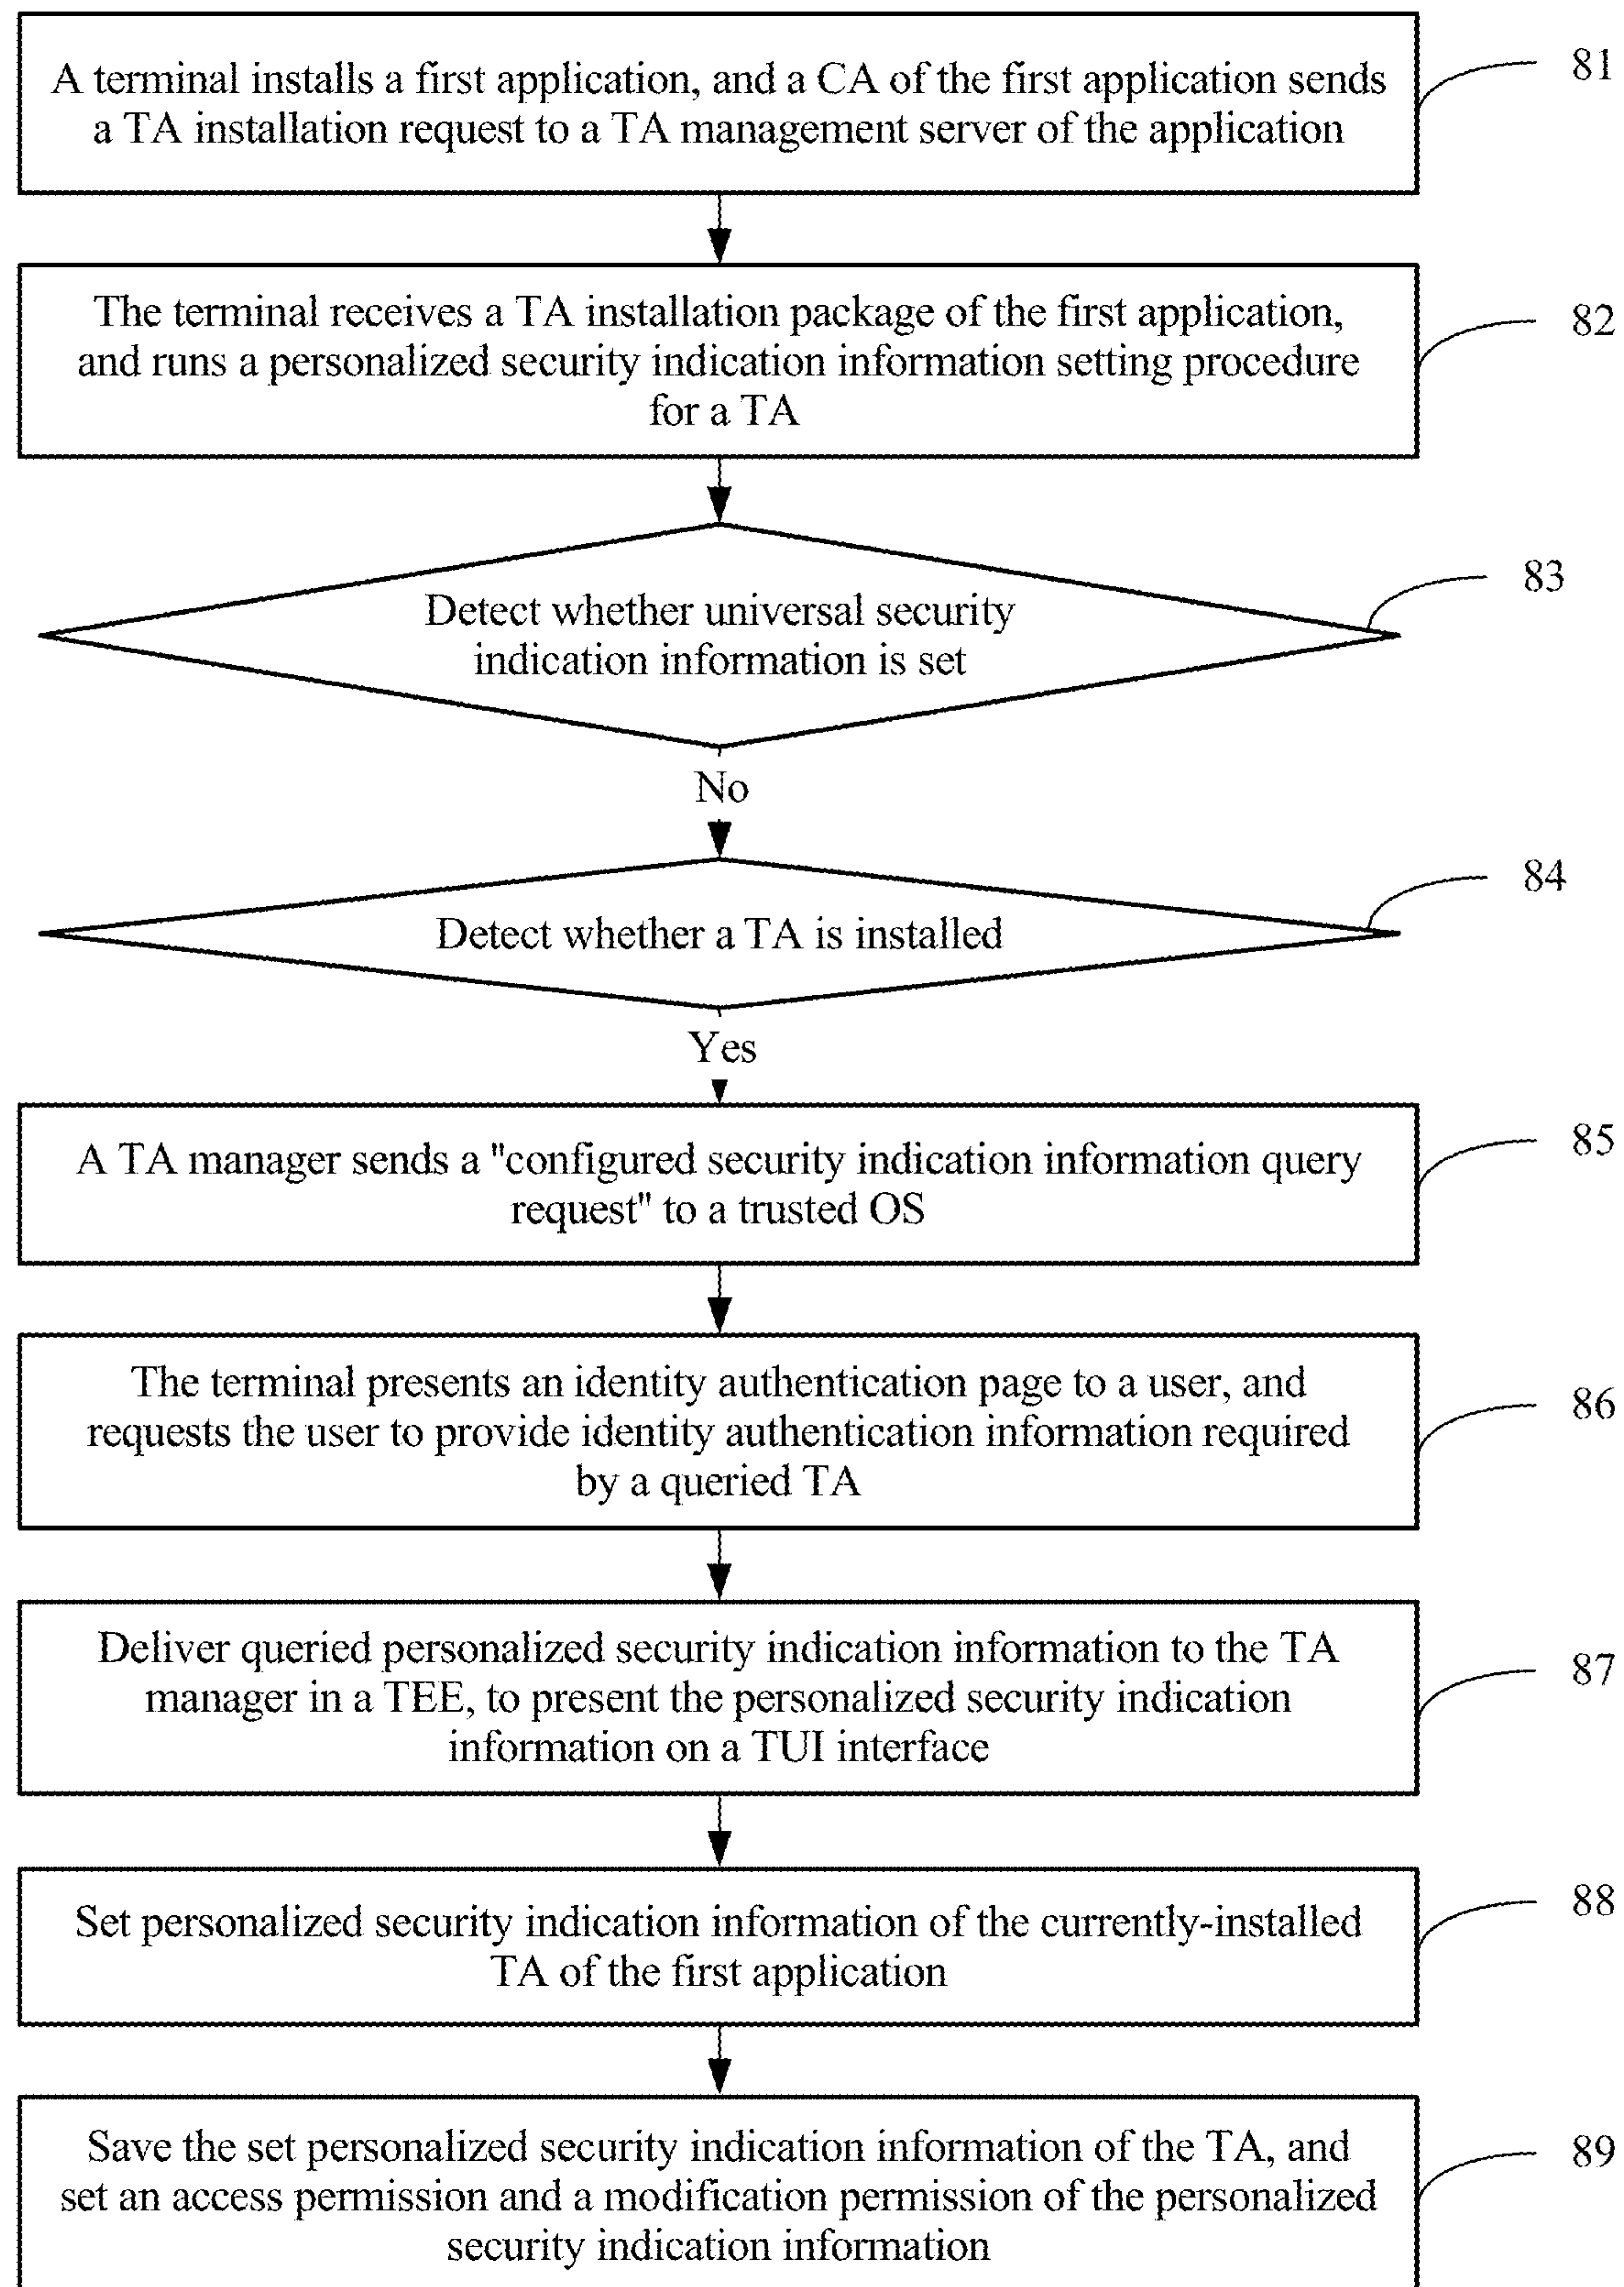 A terminal installs a first application, and a CA of the first application sends
a TA installation request to a TA management server of the application
81
The terminal receives a TA installation package of the first application,
and runs a personalized security indication information setting procedure
for a TA
82
Detect whether universal security
indication information is set
83
No
Detect whether a TA is installed
84
Yes
A TA manager sends a "configured security indication information query
request" to a trusted OS
85
The terminal presents an identity authentication page to a user, and
requests the user to provide identity authentication information required
by a queried TA
86
Deliver queried personalized security indication information to the TA
manager in a TEE, to present the personalized security indication
information on a TUI interface
87
Set personalized security indication information of the currently-installed
TA of the first application
88
Save the set personalized security indication information of the TA, and
set an access permission and a modification permission of the personalized
security indication information
89